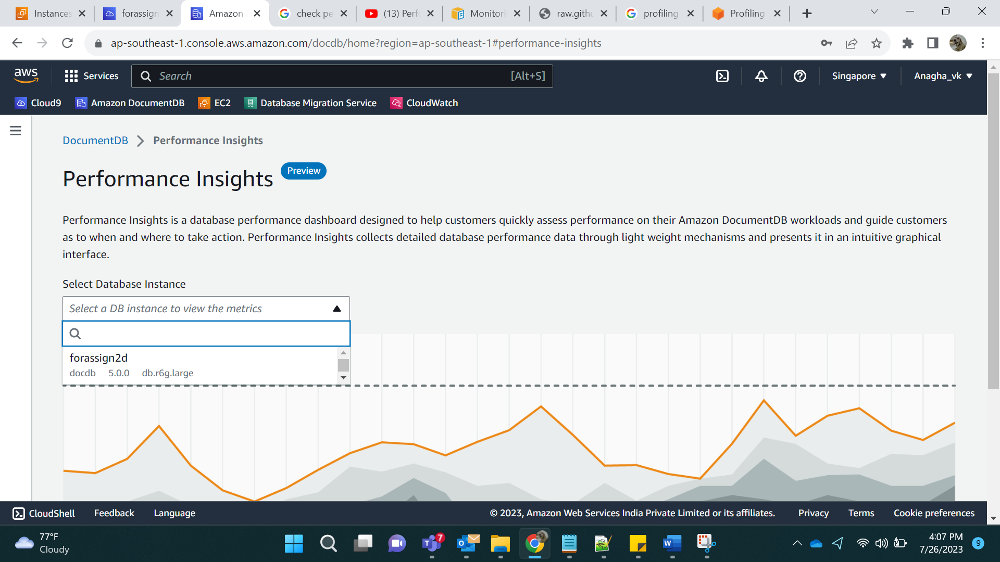 Instances
forassign
Amazon
check pe
(13) Perfo
Monitori
raw.githu
profiling
Profiling
ap-southeast-1.console.aws.amazon.com/docdb/home?region=ap-southeast-1#performance-insights
aws
Services
Search
[Alt+S]
Singapore
Anagha_vk
Cloud9
Amazon DocumentDB
EC2
Database Migration Service
CloudWatch
DocumentDB
Performance Insights
Performance Insights
Preview
Performance Insights is a database performance dashboard designed to help customers quickly assess performance on their Amazon DocumentDB workloads and guide customers
as to when and where to take action. Performance Insights collects detailed database performance data through light weight mechanisms and presents it in an intuitive graphical
interface.
Select Database Instance
Select a DB instance to view the metrics
forassign2d
docdb 5.0.0 db.r6g.large
CloudShell
Feedback
Language
© 2023, Amazon Web Services India Private Limited or its affiliates.
Privacy
Terms
Cookie preferences
77°F
Cloudy
7
4:07 PM
7/26/2023
9